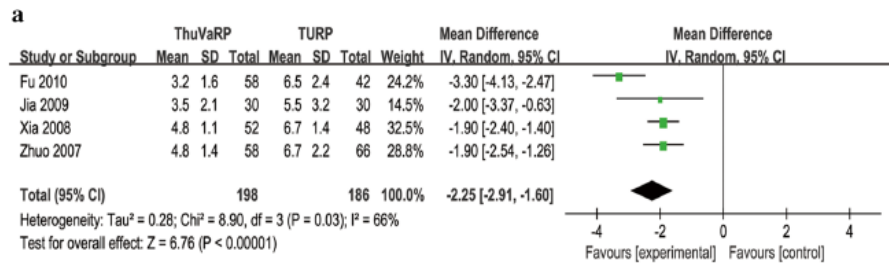 a
ThuVaRP TURP Mean Difference Mean Difference
Study or Subgroup Mean SD Total Mean SD Total Weight IV, Random, 95% CI IV, Random, 95% CI
Fu 2010 3.2 1.6 58 6.5 2.4 42 24.2% -3.30 [-4.13, -2.47]
Jia 2009 3.5 2.1 30 5.5 3.2 30 14.5% -2.00 [-3.37, -0.63]
Xia 2008 4.8 1.1 52 6.7 1.4 48 32.5% -1.90 [-2.40, -1.40]
Zhuo 2007 4.8 1.4 58 6.7 2.2 66 28.8% -1.90 [-2.54, -1.26]
Total (95% CI) 198 186 100.0% -2.25 [-2.91, -1.60]
Heterogeneity: Tau² = 0.28; Chi² = 8.90, df = 3 (P = 0.03); I² = 66%
Test for overall effect: Z = 6.76 (P < 0.00001)
-4 -2 0 2 4
Favours [experimental] Favours [control]